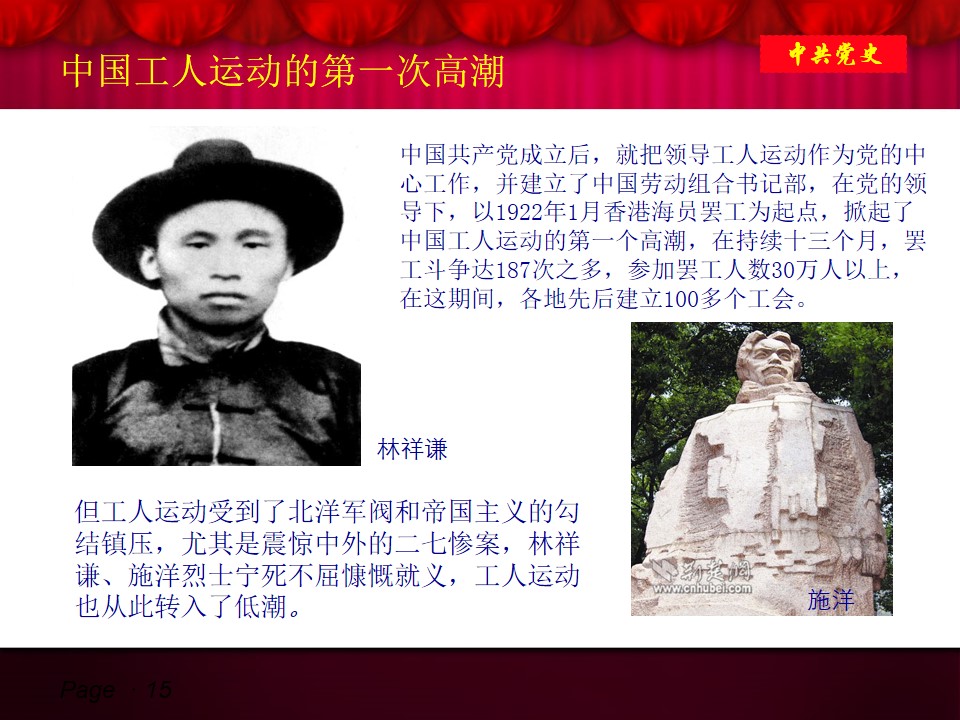 中国工人运动的第一次高潮
中共党史
中国共产党成立后，就把领导工人运动作为党的中
心工作，并建立了中国劳动组合书记部，在党的领
导下，以1922年1月香港海员罢工为起点，掀起了
中国工人运动的第一个高潮，在持续十三个月，罢
工斗争达187次之多，参加罢工人数30万人以上，
在这期间，各地先后建立100多个工会。
林祥谦
但工人运动受到了北洋军阀和帝国主义的勾
结镇压，尤其是震惊中外的二七惨案，林祥
谦、施洋烈士宁死不屈慷慨就义，工人运动
也从此转入了低潮。
www.cnhubei.com
施洋
Page 15